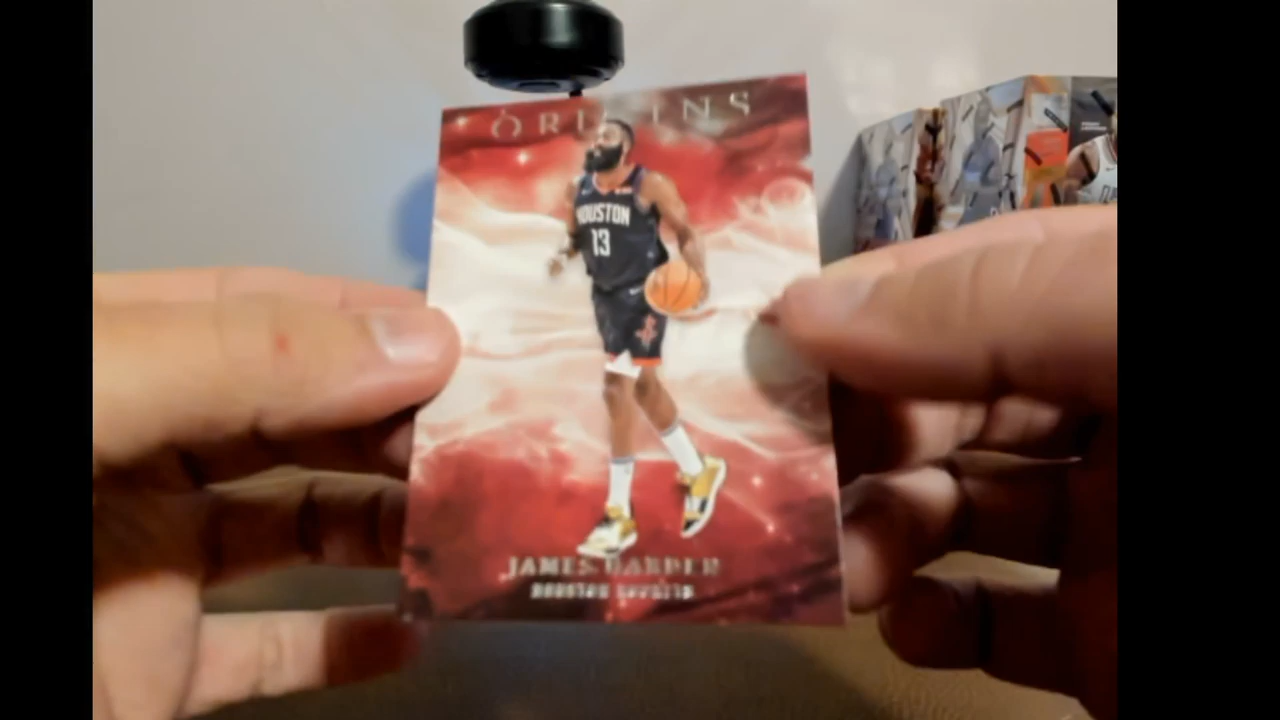 ORIGINS
HOUSTON
13
JAMES HARDEN
HOUSTON ROCKETS